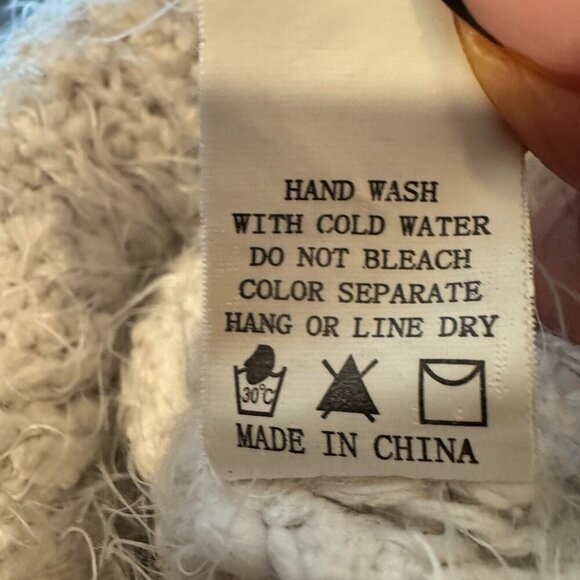 HAND WASH
WITH COLD WATER
DO NOT BLEACH
COLOR SEPARATE
HANG OR LINE DRY
30°C
MADE IN CHINA